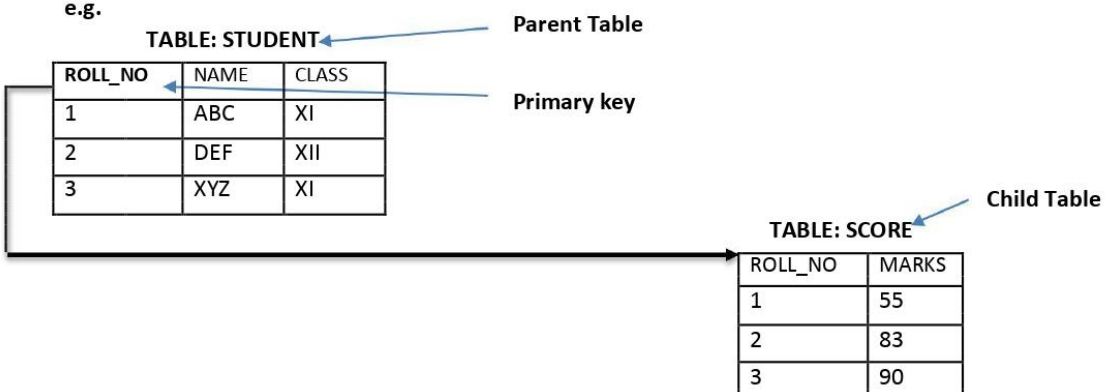 e.g.
TABLE: STUDENT
Parent Table
ROLL_NO NAME CLASS
Primary key
1 ABC XI
2 DEF XII
3 XYZ XI
Child Table
TABLE: SCORE
ROLL_NO MARKS
1 55
2 83
3 90